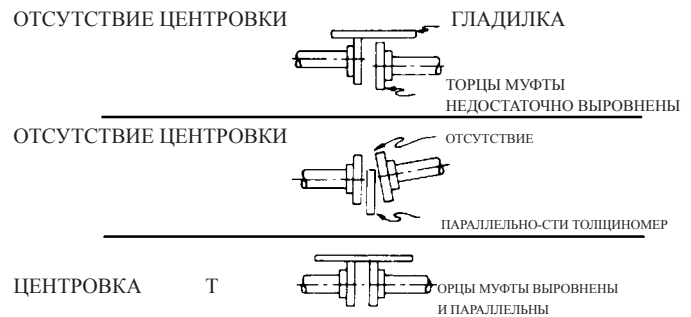 ОТСУТСТВИЕ ЦЕНТРОВКИ ГЛАДИЛКА
ТОРЦЫ МУФТЫ
НЕДОСТАТОЧНО ВЫРОВНЕНЫ
ОТСУТСТВИЕ ЦЕНТРОВКИ ОТСУТСТВИЕ
ПАРАЛЛЕЛЬНО-СТИ ТОЛЩИНОМЕР
ЦЕНТРОВКА Т ОРЦЫ МУФТЫ ВЫРОВНЕНЫ
И ПАРАЛЛЕЛЬНЫ